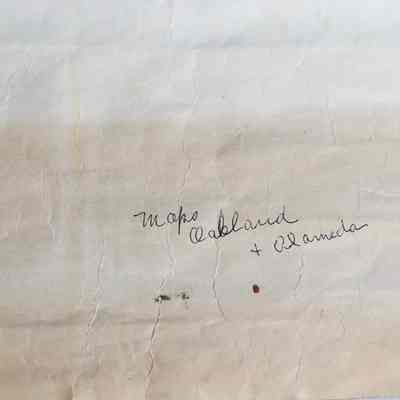 Maps
Oakland
+ Alameda